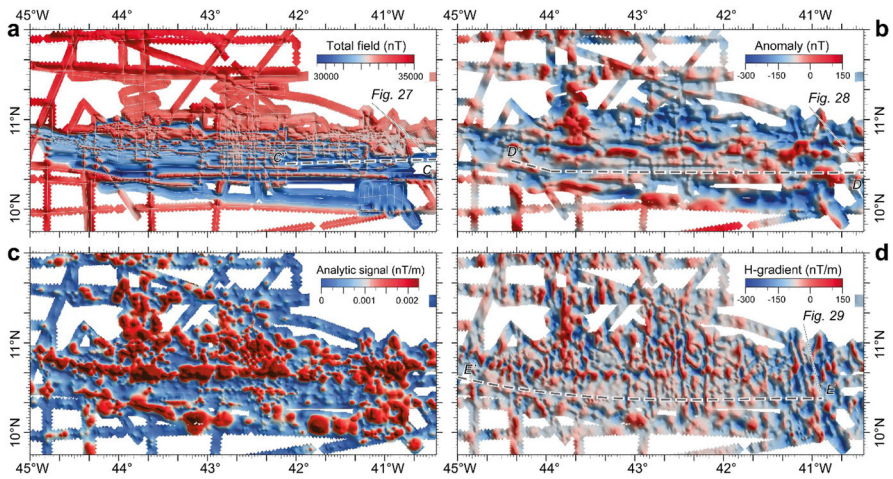 45°W 44° 43° 42° 41°W 45°W 44° 43° 42° 41°W
a b
Total field (nT)
30000 35000
Anomaly (nT)
-300 -150 150
Fig. 27
Fig. 28
11°N 11°N
C' C
D' D
10°N 10°N
c d
Analytic signal (nT/m)
0 0.001 0.002
H-gradient (nT/m)
-300 -150 150
Fig. 29
11°N 11°N
E' E
10°N 10°N
45°W 44° 43° 42° 41°W 45°W 44° 43° 42° 41°W